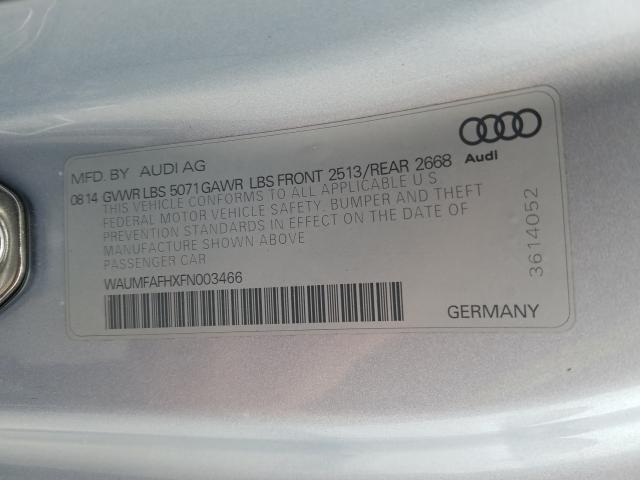 MFD. BY AUDI AG
0814 GVWR LBS 5071 GAWR LBS FRONT 2513/REAR 2668
THIS VEHICLE CONFORMS TO ALL APPLICABLE U S
FEDERAL MOTOR VEHICLE SAFETY, BUMPER AND THEFT
PREVENTION STANDARDS IN EFFECT ON THE DATE OF
MANUFACTURE SHOWN ABOVE
PASSENGER CAR
WAUMFAFHXFN003466
GERMANY
Audi
3614052